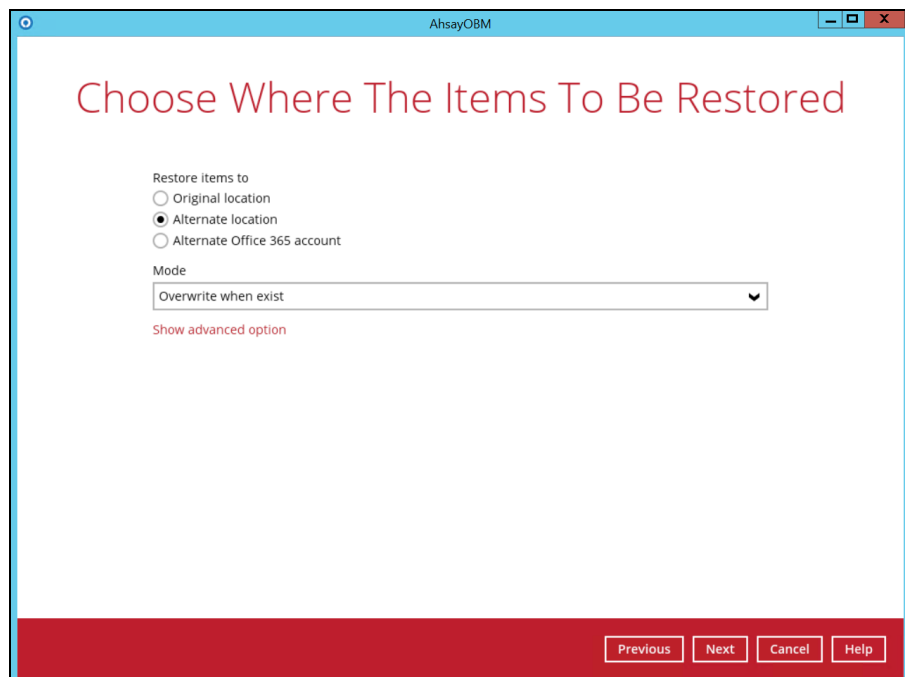 AhsayOBM
Choose Where The Items To Be Restored
Restore items to
Original location
Alternate location
Alternate Office 365 account
Mode
Overwrite when exist
Show advanced option
Previous Next Cancel Help